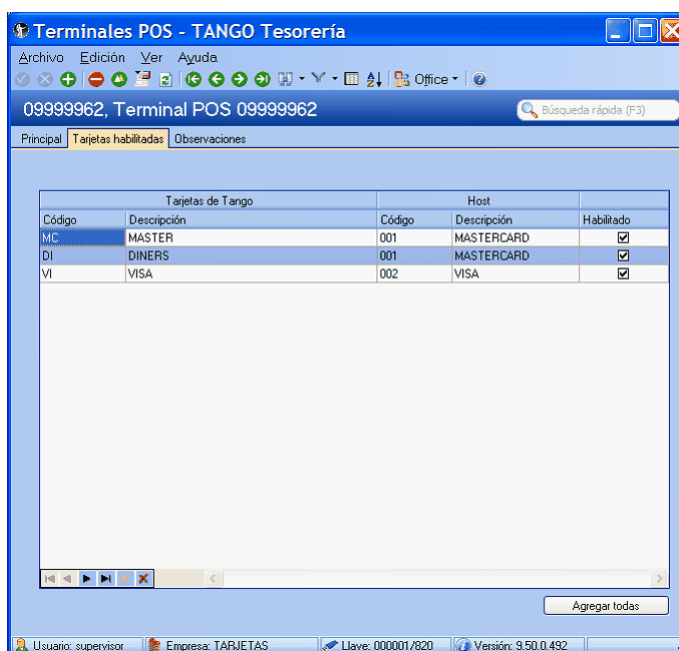 Terminales POS - TANGO Tesorería
Archivo Edición Ver Ayuda
Office
09999962, Terminal POS 09999962 Búsqueda rápida (F3)
Principal Tarjetas habilitadas Observaciones
Tarjetas de Tango Host
Código Descripción Código Descripción Habilitado
MC MASTER 001 MASTERCARD
DI DINERS 001 MASTERCARD
VI VISA 002 VISA
Agregar todas
Usuario: supervisor Empresa: TARJETAS Llave: 000001/820 Versión: 9.50.0.492